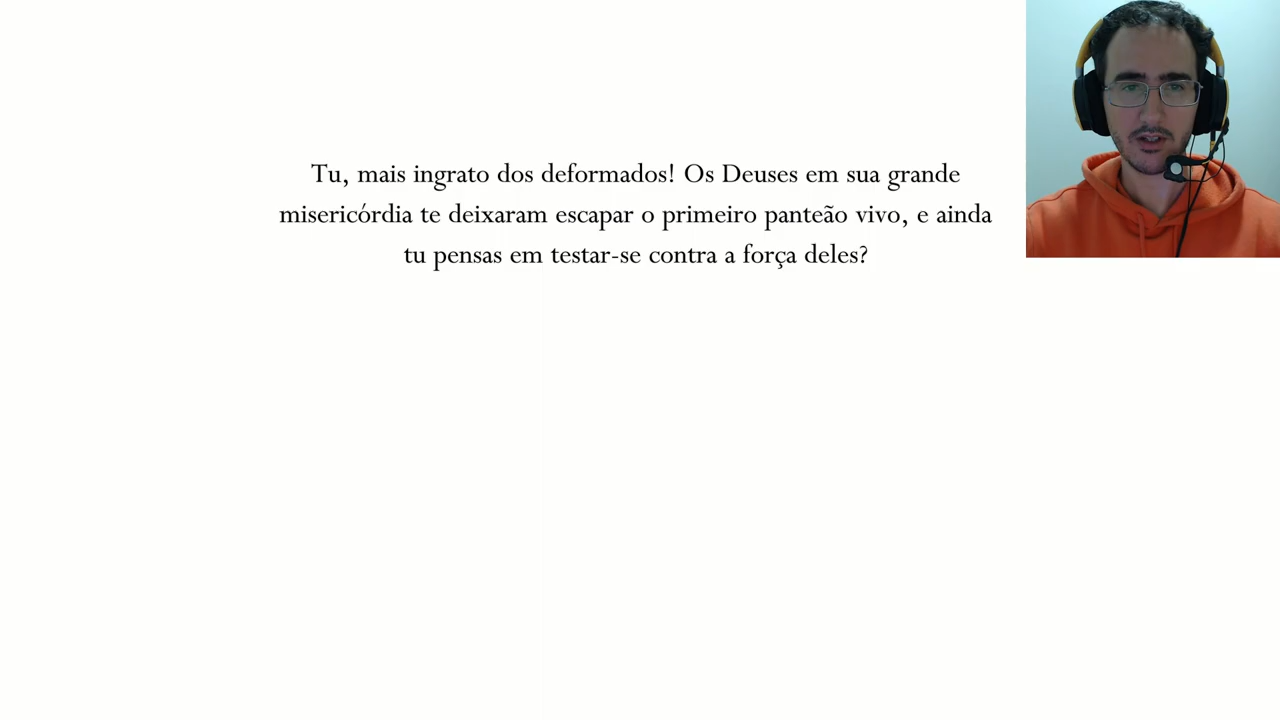 Tu, mais ingrato dos deformados! Os Deuses em sua grande
misericórdia te deixaram escapar o primeiro panteão vivo, e ainda
tu pensas em testar-se contra a força deles?